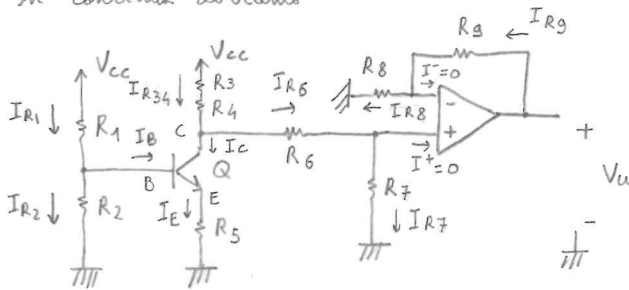 Vcc
Vcc
R3
R4
IR34
IR1
R1
IB
C
Ic
B
Q
E
IR2
R2
IE
R5
IR6
R6
R8
IR8
R9
IR9
I⁻=0
-
+
I⁺=0
R7
IR7
+
Vu
-